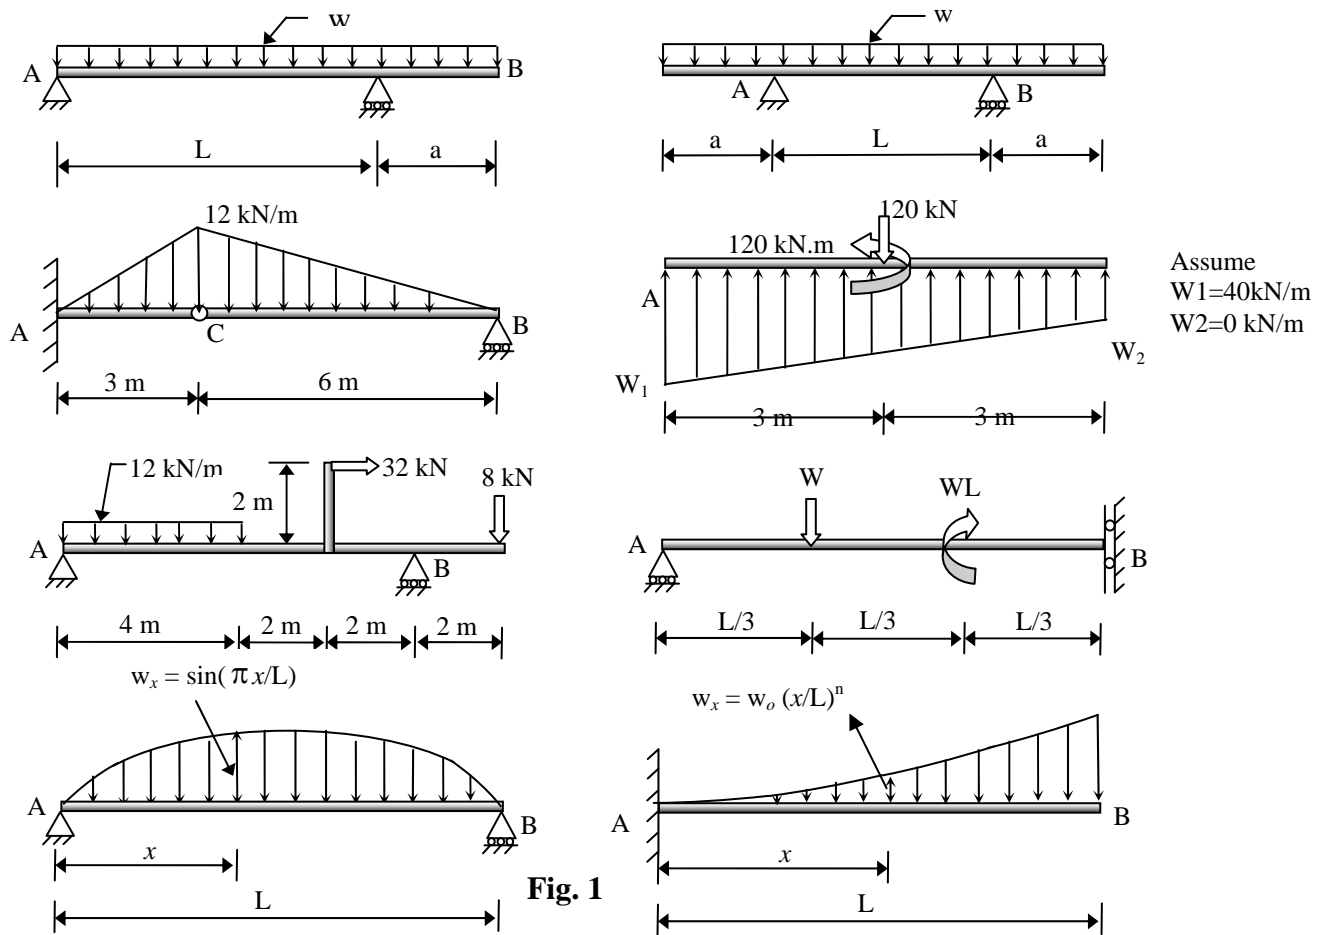 w
A
B
L
a
w
A
B
a
L
a
12 kN/m
A
C
B
3 m
6 m
120 kN
120 kN.m
A
W1
W2
3 m
3 m
Assume
W1=40kN/m
W2=0 kN/m
12 kN/m
32 kN
8 kN
2 m
A
B
4 m
2 m
2 m
2 m
W
WL
A
B
L/3
L/3
L/3
wx = sin(πx/L)
A
B
x
L
wx = wo (x/L)^n
A
B
x
L
Fig. 1